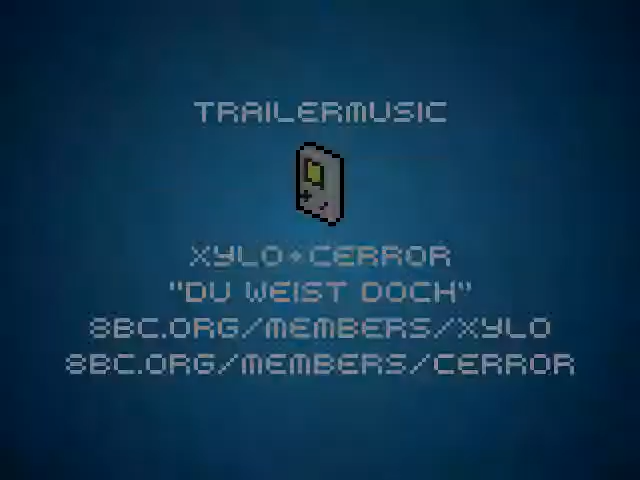 TRAILERMUSIC
XYLO+CERROR
"DU WEIST DOCH"
8BC.ORG/MEMBERS/XYLO
8BC.ORG/MEMBERS/CERROR